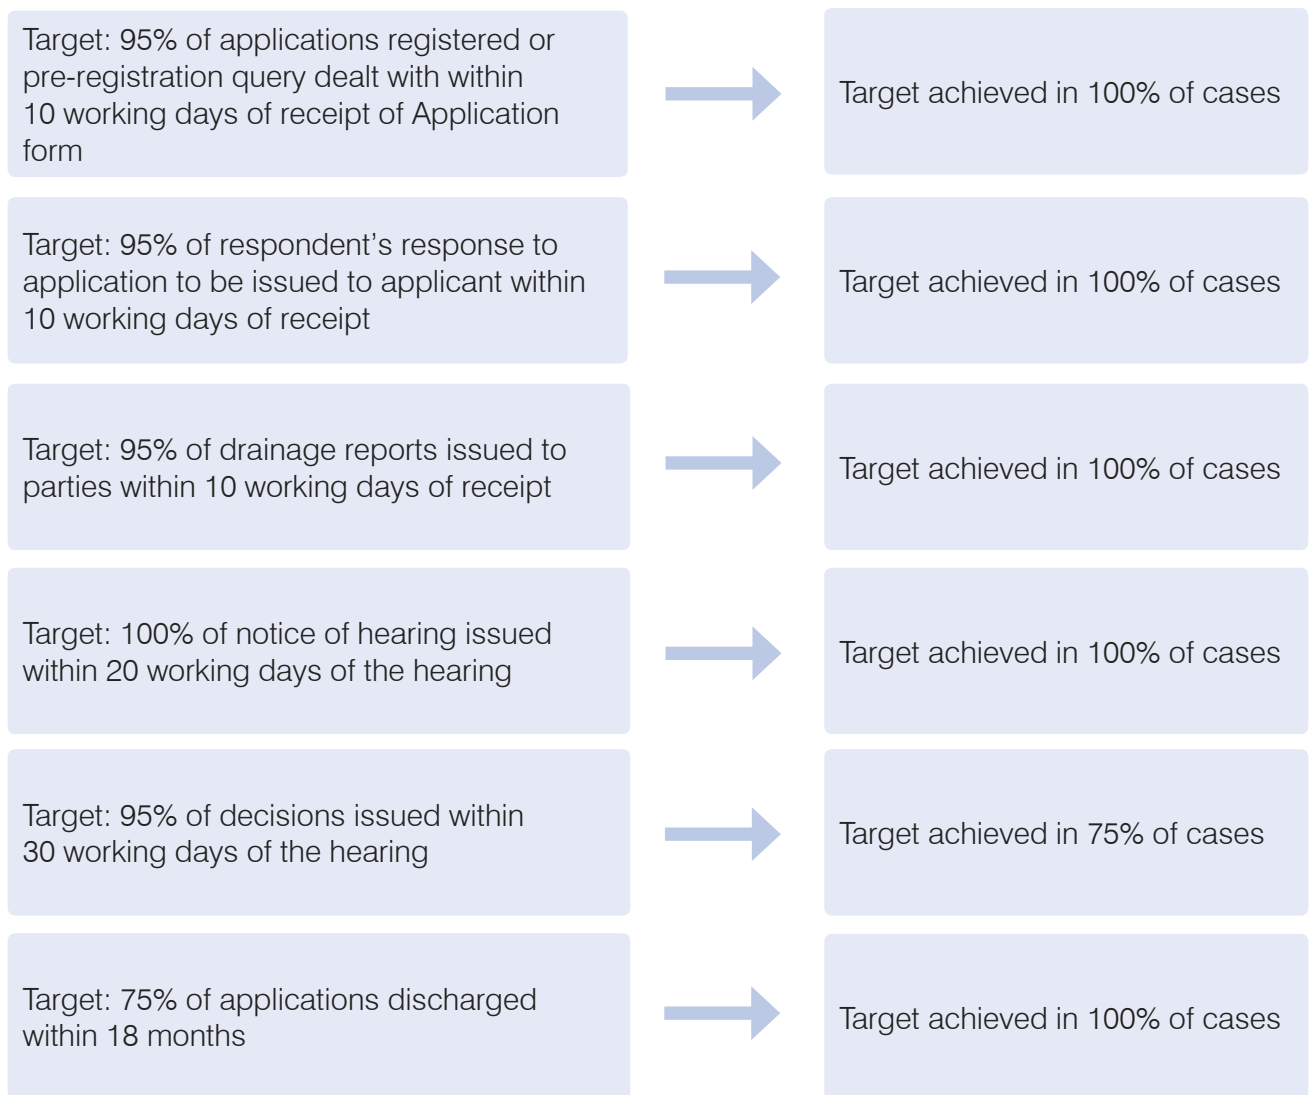 Target: 95% of applications registered or
pre-registration query dealt with within
10 working days of receipt of Application
form
Target achieved in 100% of cases
Target: 95% of respondent’s response to
application to be issued to applicant within
10 working days of receipt
Target achieved in 100% of cases
Target: 95% of drainage reports issued to
parties within 10 working days of receipt
Target achieved in 100% of cases
Target: 100% of notice of hearing issued
within 20 working days of the hearing
Target achieved in 100% of cases
Target: 95% of decisions issued within
30 working days of the hearing
Target achieved in 75% of cases
Target: 75% of applications discharged
within 18 months
Target achieved in 100% of cases